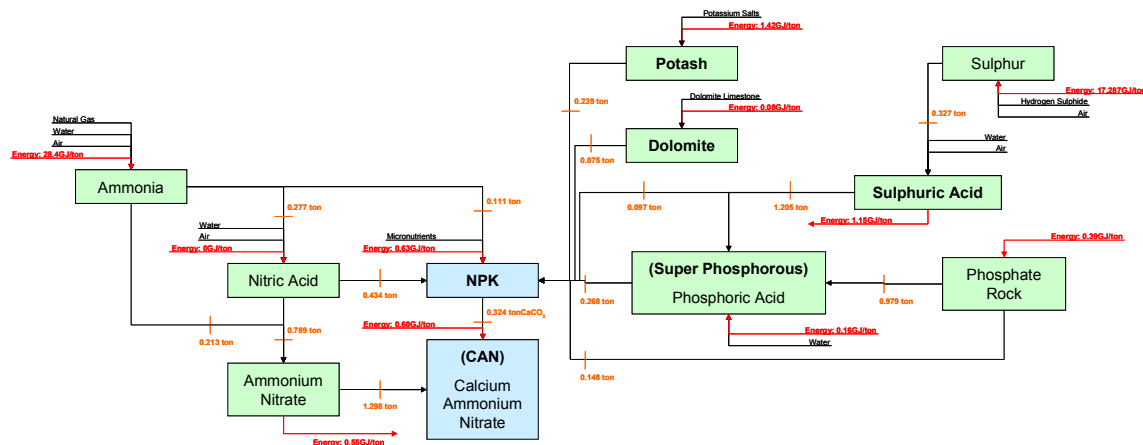 Potassium Salts
Energy: 1.42GJ/ton
Potash
Sulphur
Energy: 17.287GJ/ton
Hydrogen Sulphide
Air
0.239 ton
Dolomite Limestone
Energy: 0.08GJ/ton
Dolomite
0.075 ton
0.327 ton
Water
Air
Natural Gas
Water
Air
Energy: 28.4GJ/ton
Ammonia
Sulphuric Acid
Energy: 1.15GJ/ton
0.277 ton
0.111 ton
0.097 ton
1.205 ton
Water
Air
Energy: 0GJ/ton
Micronutrients
Energy: 0.63GJ/ton
Energy: 0.39GJ/ton
Nitric Acid
0.434 ton
NPK
0.268 ton
(Super Phosphorous)
Phosphoric Acid
0.979 ton
Phosphate
Rock
0.324 tonCaCO3
Energy: 0.60GJ/ton
Energy: 0.16GJ/ton
Water
0.213 ton
0.789 ton
0.148 ton
Ammonium
Nitrate
1.298 ton
(CAN)
Calcium
Ammonium
Nitrate
Energy: 0.55GJ/ton